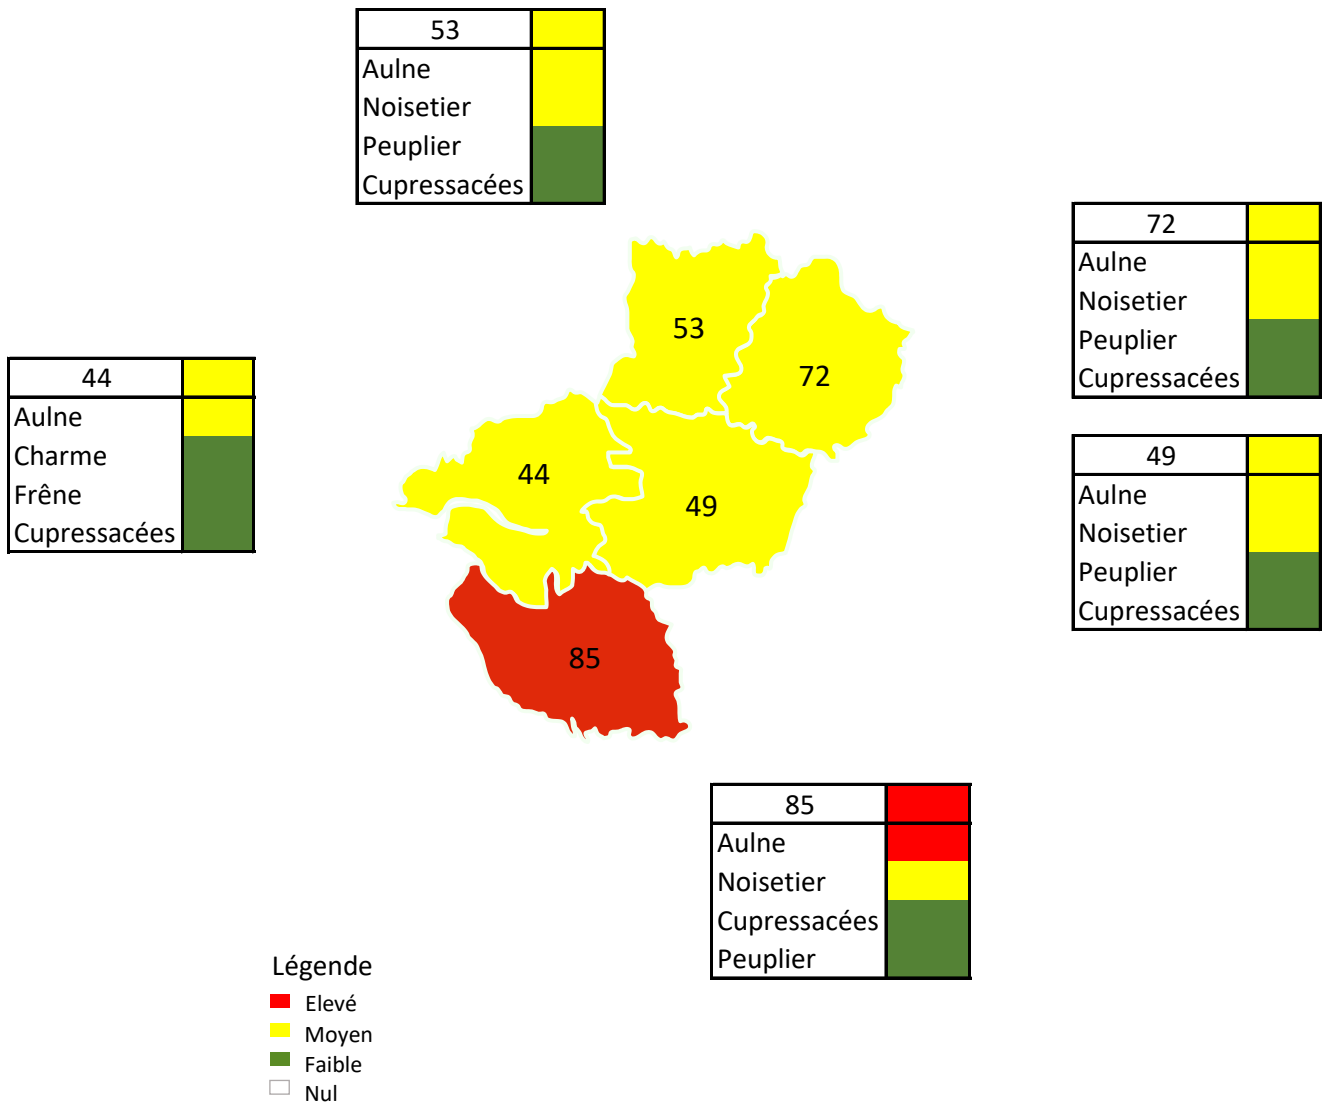 53
Aulne
Noisetier
Peuplier
Cupressacées
72
Aulne
Noisetier
Peuplier
Cupressacées
53
72
44
Aulne
Charme
Frêne
Cupressacées
44
49
49
Aulne
Noisetier
Peuplier
Cupressacées
85
85
Aulne
Noisetier
Cupressacées
Peuplier
Légende
Elevé
Moyen
Faible
Nul